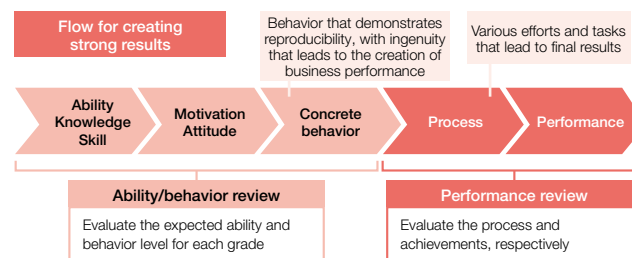 Flow for creating
strong results
Behavior that demonstrates
reproducibility, with ingenuity
that leads to the creation of
business performance
Various efforts and tasks
that lead to final results
Ability
Knowledge
Skill
Motivation
Attitude
Concrete
behavior
Process
Performance
Ability/behavior review
Evaluate the expected ability and
behavior level for each grade
Performance review
Evaluate the process and
achievements, respectively